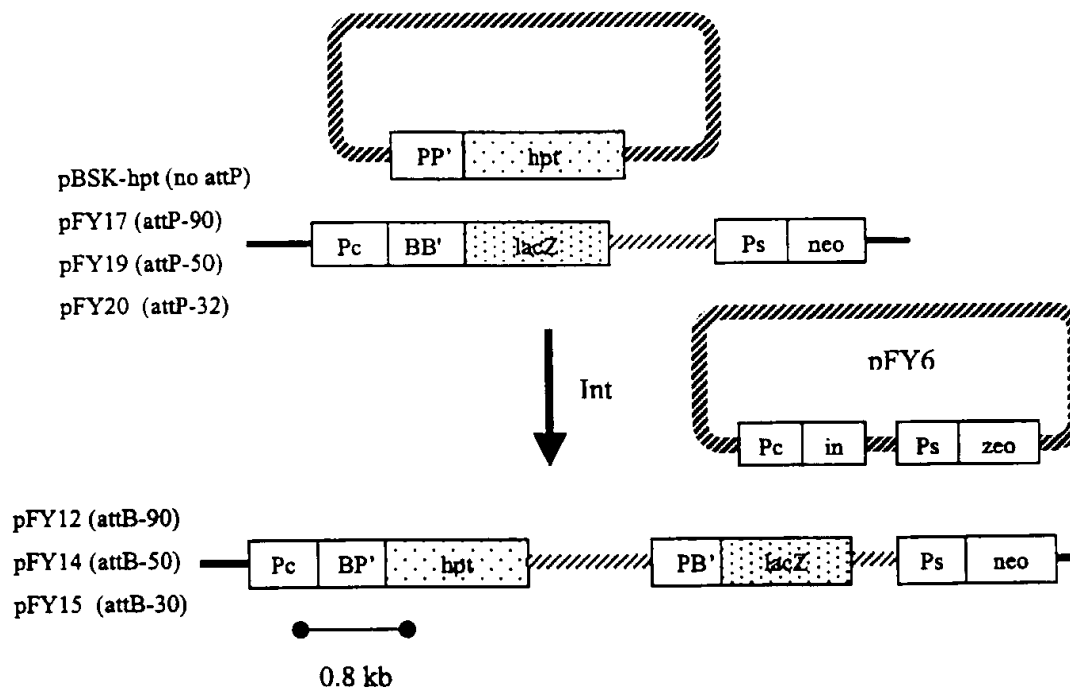 PP' hpt
pBSK-hpt (no attP)
pFY17 (attP-90)
pFY19 (attP-50)
pFY20 (attP-32)
Pc BB' lacZ Ps neo
Int
pFY6
Pc in Ps zeo
pFY12 (attB-90)
pFY14 (attB-50)
pFY15 (attB-30)
Pc BP' hpt PB' lacZ Ps neo
0.8 kb